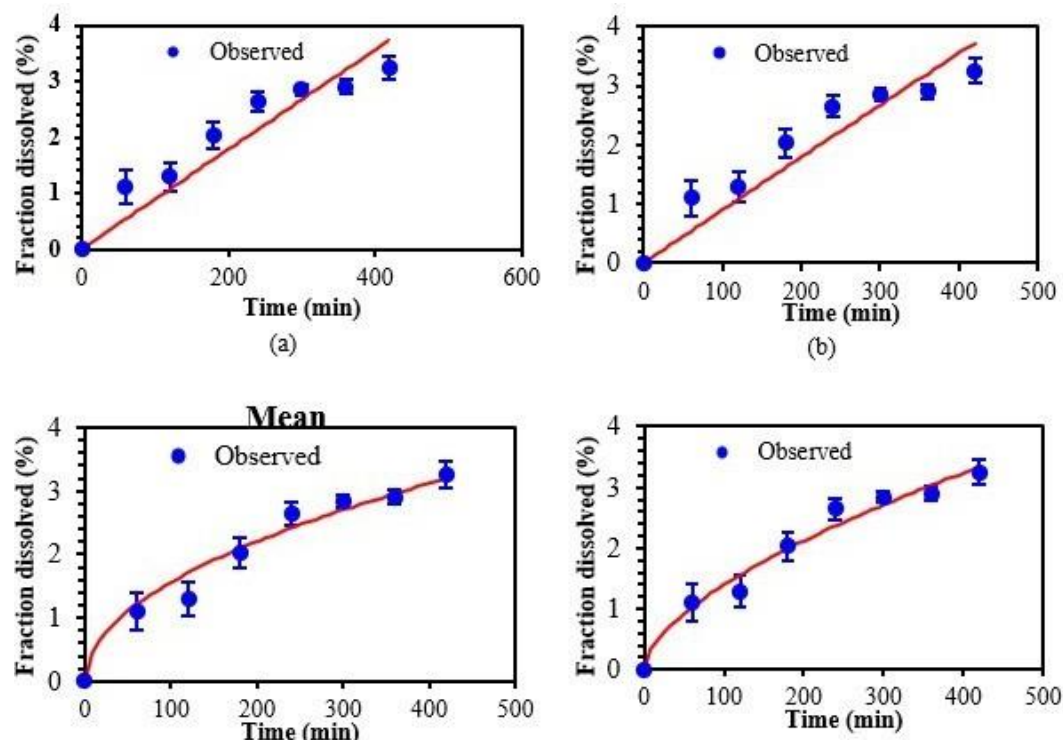 4
3
2
1
0
Fraction dissolved (%)
Observed
0
200
400
600
Time (min)
(a)
4
3
2
1
0
Fraction dissolved (%)
Observed
0
100
200
300
400
500
Time (min)
(b)
Mean
4
3
2
1
0
Fraction dissolved (%)
Observed
0
100
200
300
400
500
Time (min)
4
3
2
1
0
Fraction dissolved (%)
Observed
0
100
200
300
400
500
Time (min)